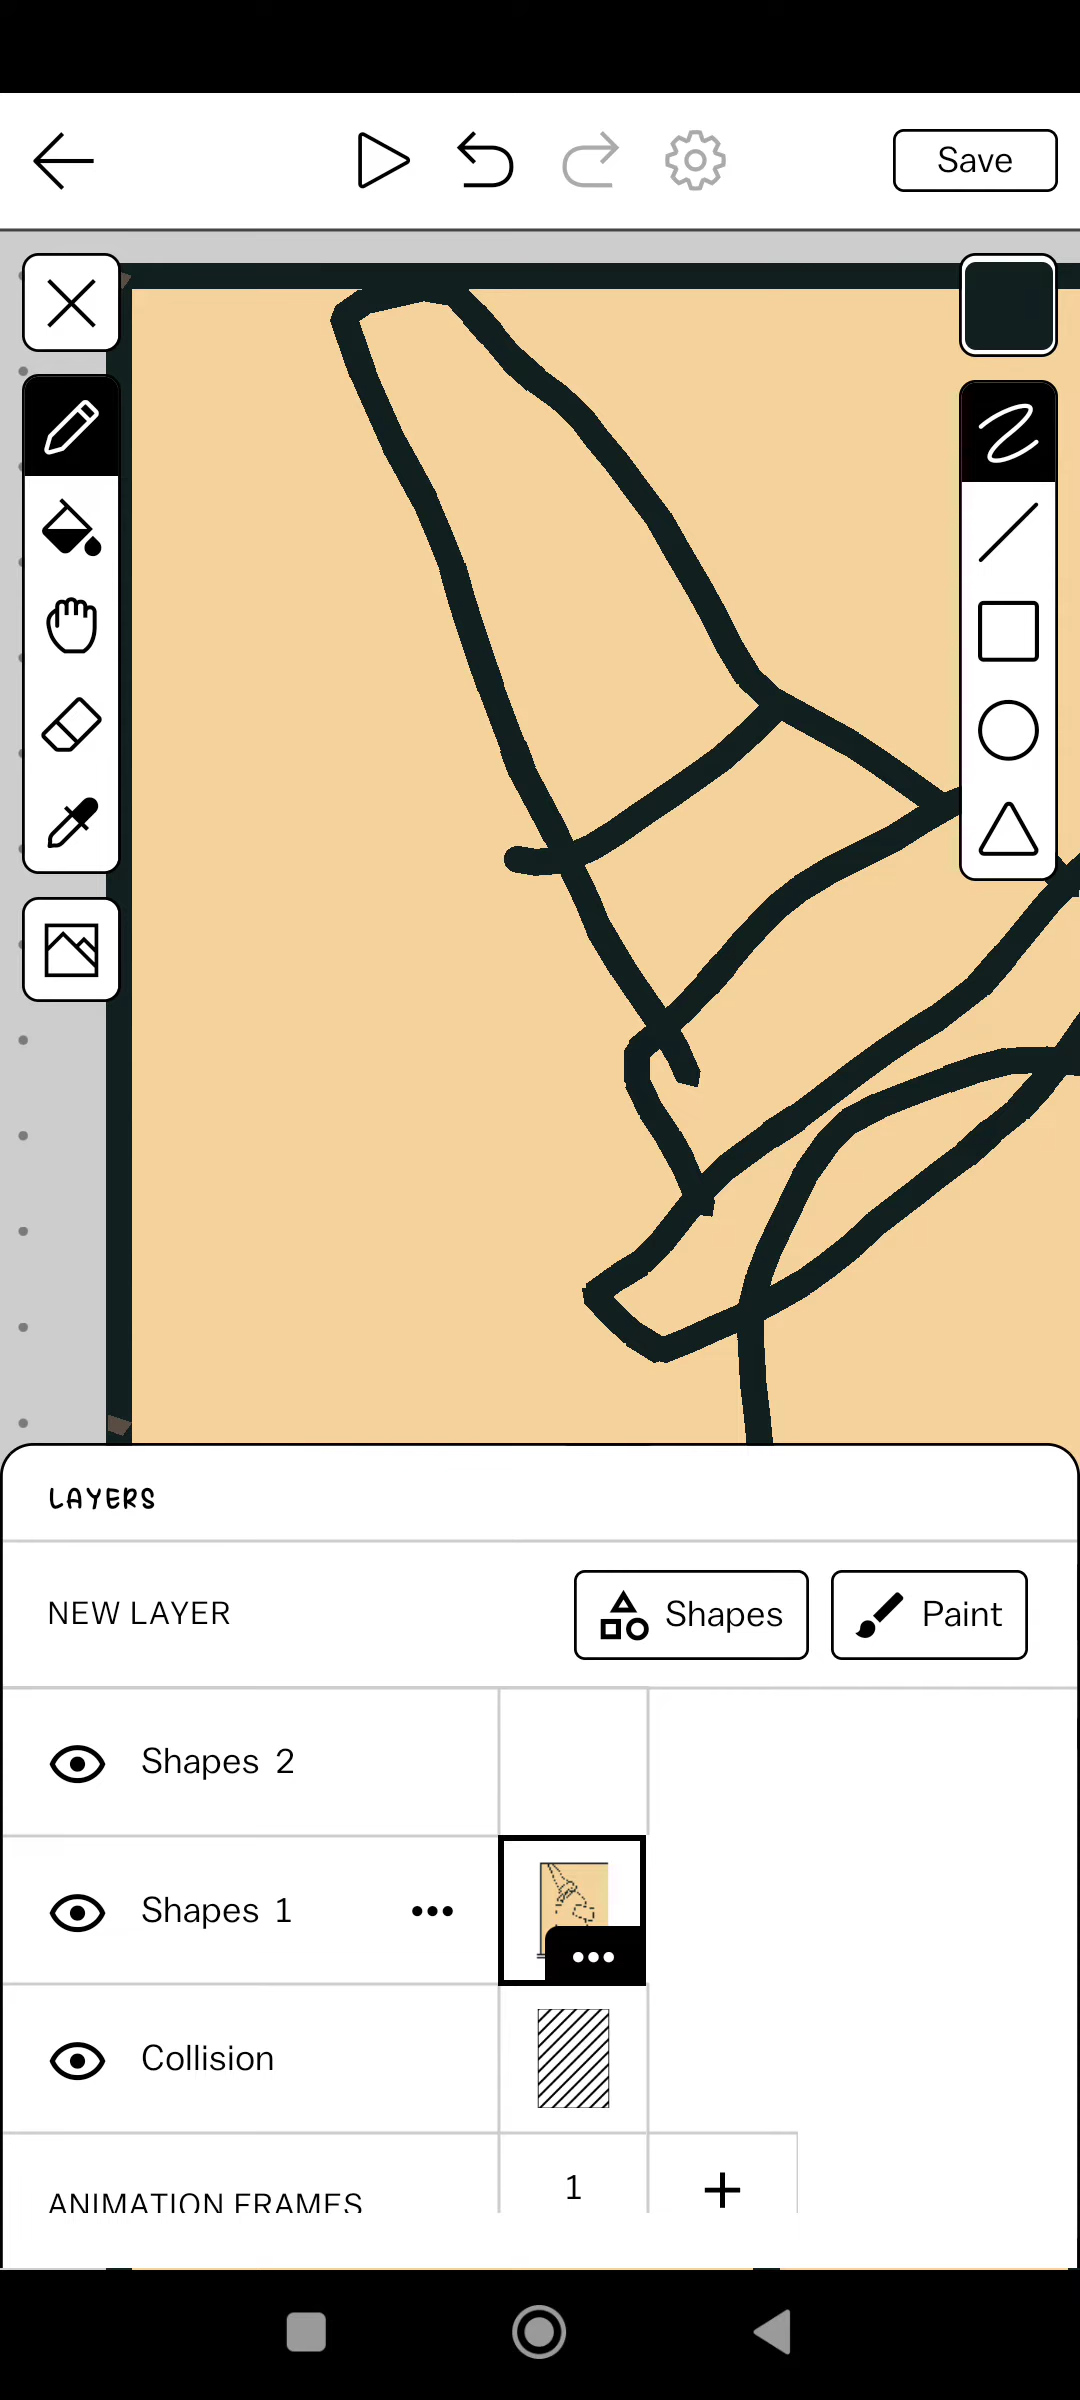 Save
LAYERS
NEW LAYER
Shapes
Paint
Shapes 2
Shapes 1
Collision
ANIMATION FRAMES
1